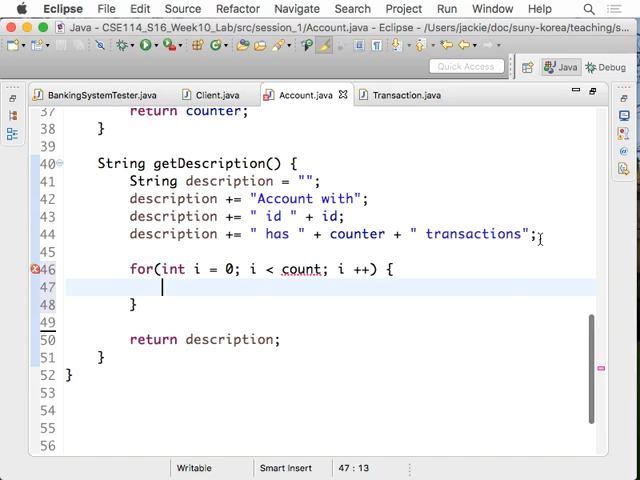 Eclipse File Edit Source Refactor Navigate Search Project Run Window Help
Java - CSE114_S16_Week10_Lab/src/session_1/Account.java - Eclipse - /Users/jackie/doc/suny-korea/teaching/s...
Quick Access
Java
Debug
BankingSystemTester.java
Client.java
Account.java
Transaction.java
37 return counter;
38 }
39
40 String getDescription() {
41 String description = "";
42 description += "Account with";
43 description += " id " + id;
44 description += " has " + counter + " transactions";
45
46 for(int i = 0; i < count; i ++) {
47
48 }
49
50 return description;
51 }
52 }
53
54
55
56
Writable
Smart Insert
47 : 13